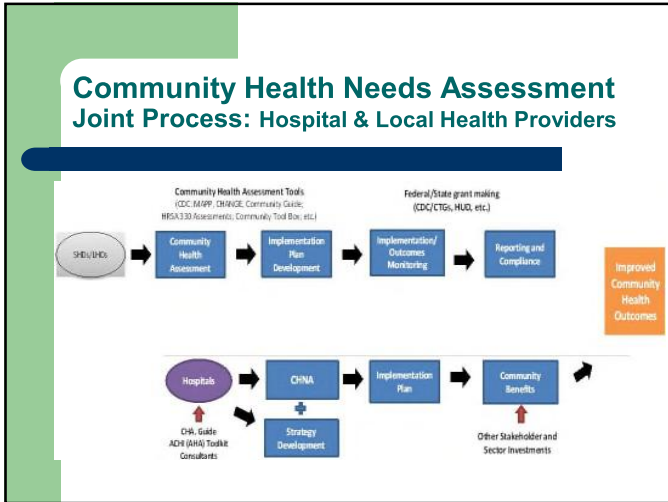 Community Health Needs Assessment
Joint Process: Hospital & Local Health Providers
Community Health Assessment Tools
(CDC: MAPP, CHANGE, Community Guide;
HRSA 330 Assessments; Community Tool Box; etc.)
Federal/State grant making
(CDC/CTGs, HUD, etc.)
SHDs/LHDs
Community
Health
Assessment
Implementation
Plan
Development
Implementation/
Outcomes
Monitoring
Reporting and
Compliance
Improved
Community
Health
Outcomes
Hospitals
CHNA
Implementation
Plan
Community
Benefits
Strategy
Development
CHA, Guide
ACHI (AHA) Toolkit
Consultants
Other Stakeholder and
Sector Investments